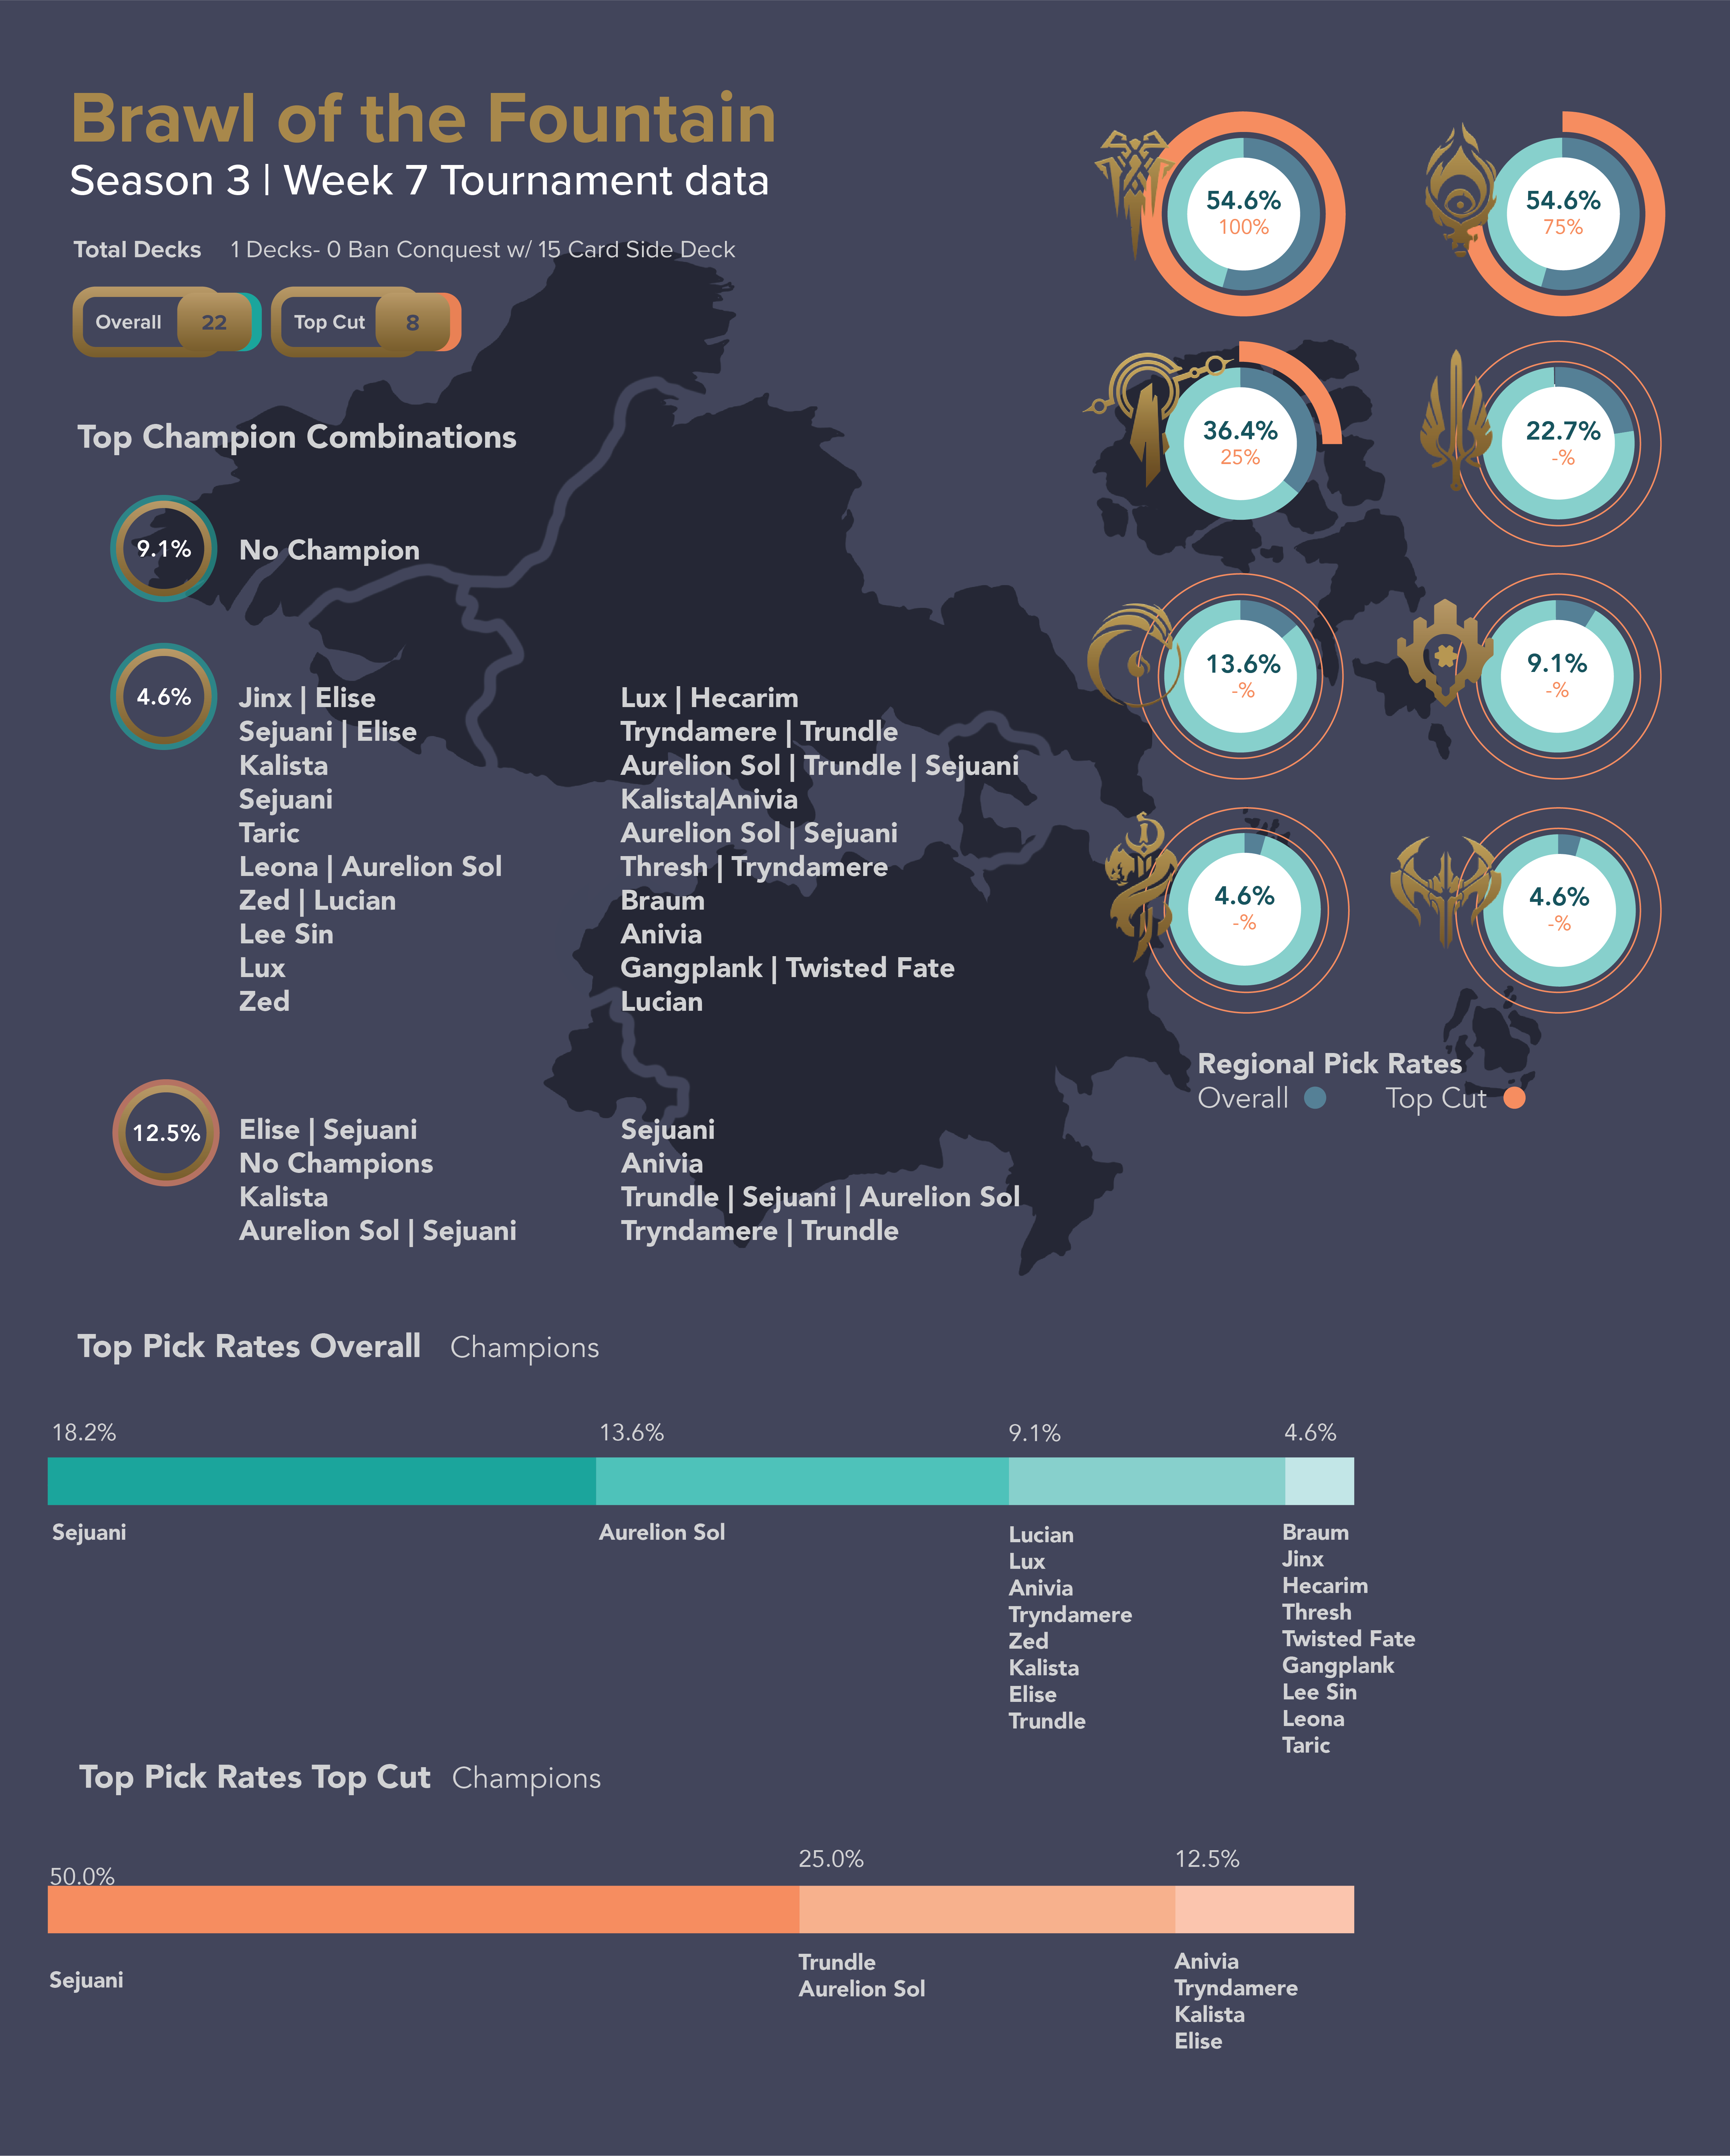 Brawl of the Fountain
Season 3 | Week 7 Tournament data
Total Decks 1 Decks- 0 Ban Conquest w/ 15 Card Side Deck
Overall 22 Top Cut 8
Top Champion Combinations
9.1% No Champion
4.6%
Jinx | Elise
Sejuani | Elise
Kalista
Sejuani
Taric
Leona | Aurelion Sol
Zed | Lucian
Lee Sin
Lux
Zed
Lux | Hecarim
Tryndamere | Trundle
Aurelion Sol | Trundle | Sejuani
Kalista|Anivia
Aurelion Sol | Sejuani
Thresh | Tryndamere
Braum
Anivia
Gangplank | Twisted Fate
Lucian
12.5%
Elise | Sejuani
No Champions
Kalista
Aurelion Sol | Sejuani
Sejuani
Anivia
Trundle | Sejuani | Aurelion Sol
Tryndamere | Trundle
54.6%
100%
54.6%
75%
36.4%
25%
22.7%
-%
13.6%
-%
9.1%
-%
4.6%
-%
4.6%
-%
Regional Pick Rates
Overall Top Cut
Top Pick Rates Overall Champions
18.2% 13.6% 9.1% 4.6%
Sejuani
Aurelion Sol
Lucian
Lux
Anivia
Tryndamere
Zed
Kalista
Elise
Trundle
Braum
Jinx
Hecarim
Thresh
Twisted Fate
Gangplank
Lee Sin
Leona
Taric
Top Pick Rates Top Cut Champions
50.0% 25.0% 12.5%
Sejuani
Trundle
Aurelion Sol
Anivia
Tryndamere
Kalista
Elise